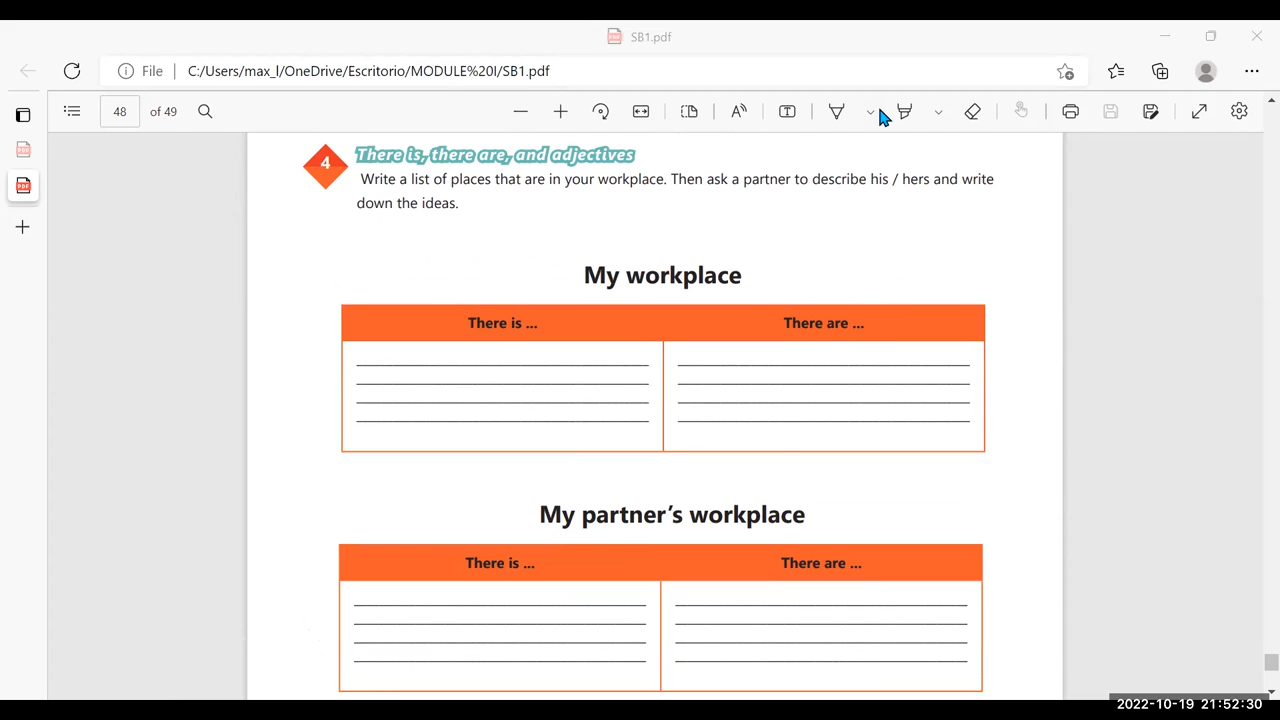 SB1.pdf
File
C:/Users/max_l/OneDrive/Escritorio/MODULE%20I/SB1.pdf
48 of 49
4
There is, there are, and adjectives
Write a list of places that are in your workplace. Then ask a partner to describe his / hers and write
down the ideas.
My workplace
There is ... There are ...
My partner’s workplace
There is ... There are ...
2022-10-19 21:52:30